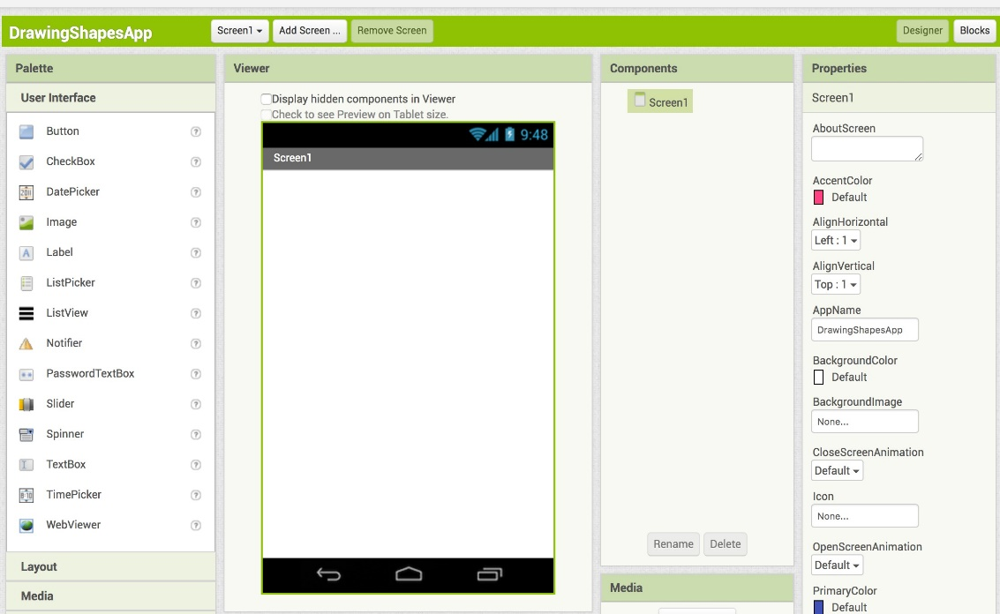 DrawingShapesApp
Screen1
Add Screen ...
Remove Screen
Designer
Blocks
Palette
User Interface
Button
?
CheckBox
?
DatePicker
?
Image
?
Label
?
ListPicker
?
ListView
?
Notifier
?
PasswordTextBox
?
Slider
?
Spinner
?
TextBox
?
TimePicker
?
WebViewer
?
Layout
Media
Viewer
Display hidden components in Viewer
Check to see Preview on Tablet size.
9:48
Screen1
Components
Screen1
Rename
Delete
Media
Properties
Screen1
AboutScreen
AccentColor
Default
AlignHorizontal
Left : 1
AlignVertical
Top : 1
AppName
DrawingShapesApp
BackgroundColor
Default
BackgroundImage
None...
CloseScreenAnimation
Default
Icon
None...
OpenScreenAnimation
Default
PrimaryColor
Default